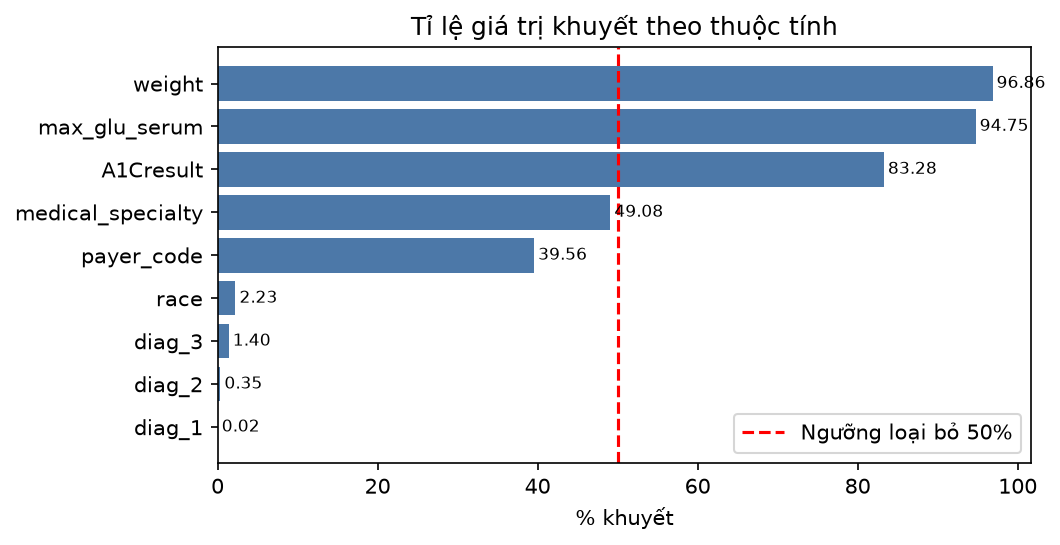 Tỉ lệ giá trị khuyết theo thuộc tính
weight 96.86
max_glu_serum 94.75
A1Cresult 83.28
medical_specialty 49.08
payer_code 39.56
race 2.23
diag_3 1.40
diag_2 0.35
diag_1 0.02
Ngưỡng loại bỏ 50%
0 20 40 60 80 100
% khuyết